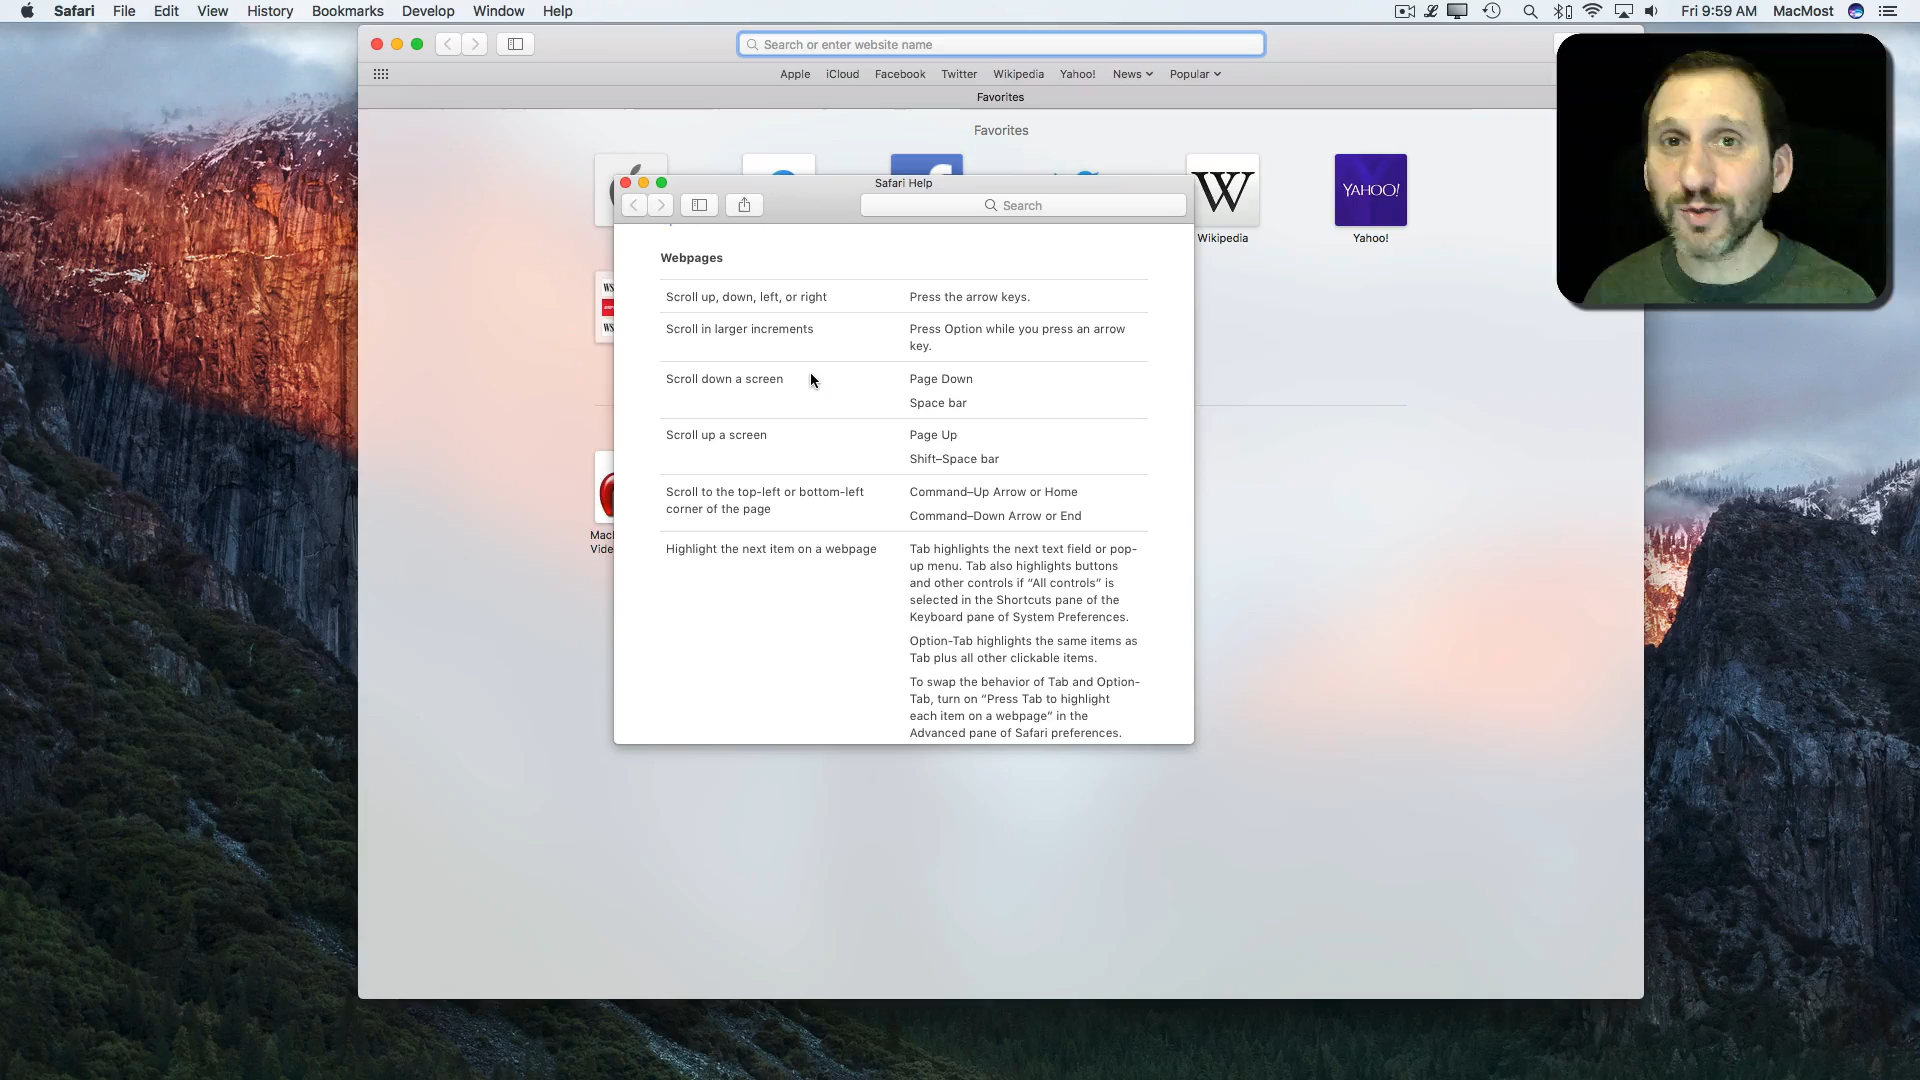 Safari File Edit View History Bookmarks Develop Window Help
Fri 9:59 AM MacMost
Search or enter website name
Apple iCloud Facebook Twitter Wikipedia Yahoo! News Popular
Favorites
Favorites
W
YAHOO!
Wikipedia
Yahoo!
Safari Help
Search
Webpages
Scroll up, down, left, or right
Press the arrow keys.
Scroll in larger increments
Press Option while you press an arrow
key.
Scroll down a screen
Page Down
Space bar
Scroll up a screen
Page Up
Shift–Space bar
Scroll to the top-left or bottom-left
corner of the page
Command–Up Arrow or Home
Command–Down Arrow or End
Highlight the next item on a webpage
Tab highlights the next text field or pop-
up menu. Tab also highlights buttons
and other controls if “All controls” is
selected in the Shortcuts pane of the
Keyboard pane of System Preferences.
Option-Tab highlights the same items as
Tab plus all other clickable items.
To swap the behavior of Tab and Option-
Tab, turn on “Press Tab to highlight
each item on a webpage” in the
Advanced pane of Safari preferences.